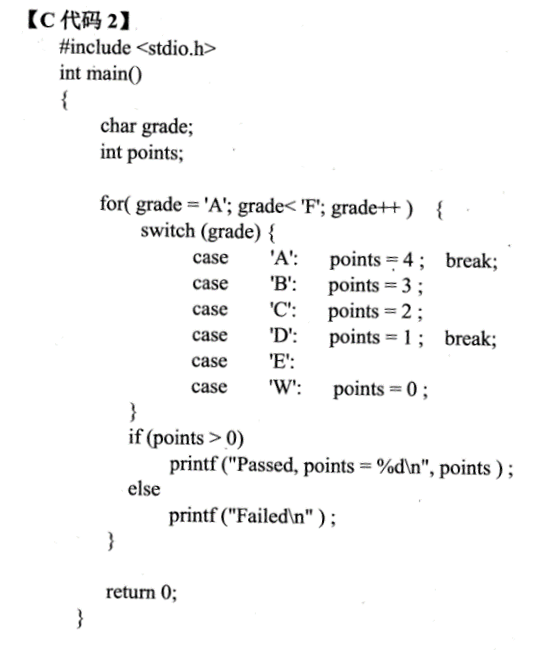 【C 代码 2】
#include <stdio.h>
int main()
{
char grade;
int points;
for( grade = 'A'; grade< 'F'; grade++ ) {
switch (grade) {
case 'A': points = 4 ; break;
case 'B': points = 3 ;
case 'C': points = 2 ;
case 'D': points = 1 ; break;
case 'E':
case 'W': points = 0 ;
}
if (points > 0)
printf ("Passed, points = %d\n", points ) ;
else
printf ("Failed\n" ) ;
}
return 0;
}